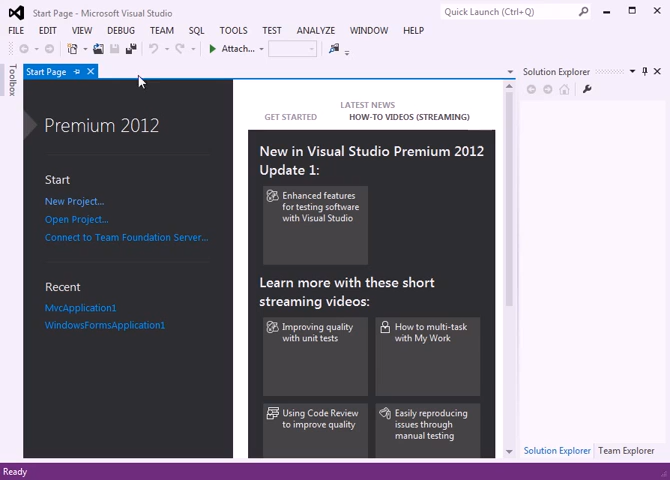 Start Page - Microsoft Visual Studio
Quick Launch (Ctrl+Q)
FILE EDIT VIEW DEBUG TEAM SQL TOOLS TEST ANALYZE WINDOW HELP
Attach...
Toolbox
Start Page
Premium 2012
Start
New Project...
Open Project...
Connect to Team Foundation Server...
Recent
MvcApplication1
WindowsFormsApplication1
LATEST NEWS
GET STARTED HOW-TO VIDEOS (STREAMING)
New in Visual Studio Premium 2012
Update 1:
Enhanced features
for testing software
with Visual Studio
Learn more with these short
streaming videos:
Improving quality
with unit tests
How to multi-task
with My Work
Using Code Review
to improve quality
Easily reproducing
issues through
manual testing
Solution Explorer
Solution Explorer Team Explorer
Ready